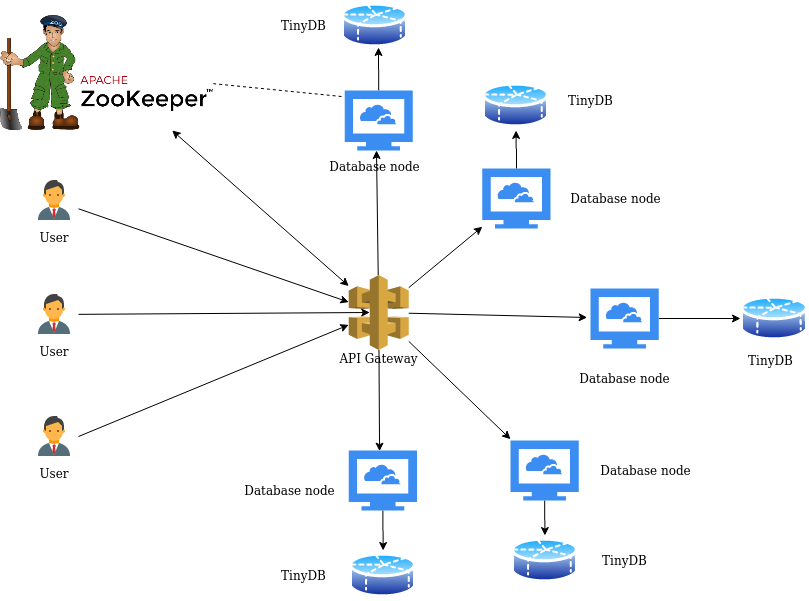 TinyDB
ZOO
APACHE
ZooKeeper™
TinyDB
Database node
Database node
User
User
API Gateway
TinyDB
Database node
User
Database node
Database node
TinyDB
TinyDB